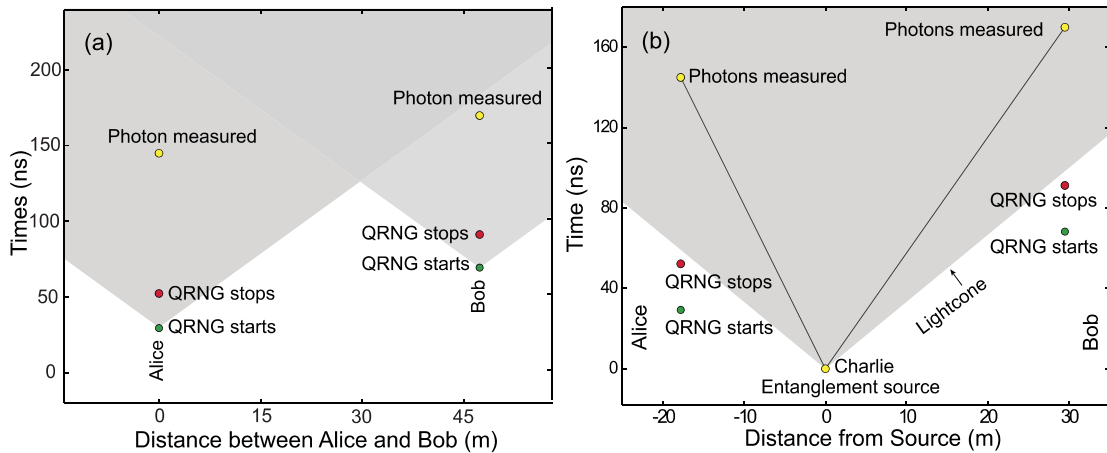 (a)
200
150
100
50
0
Times (ns)
Photon measured
Photon measured
QRNG stops
QRNG starts
QRNG stops
QRNG starts
Alice
Bob
0
15
30
45
Distance between Alice and Bob (m)
(b)
160
120
80
40
0
Time (ns)
Photons measured
Photons measured
QRNG stops
QRNG starts
QRNG stops
QRNG starts
Lightcone
Alice
Bob
Charlie
Entanglement source
-20
-10
0
10
20
30
Distance from Source (m)